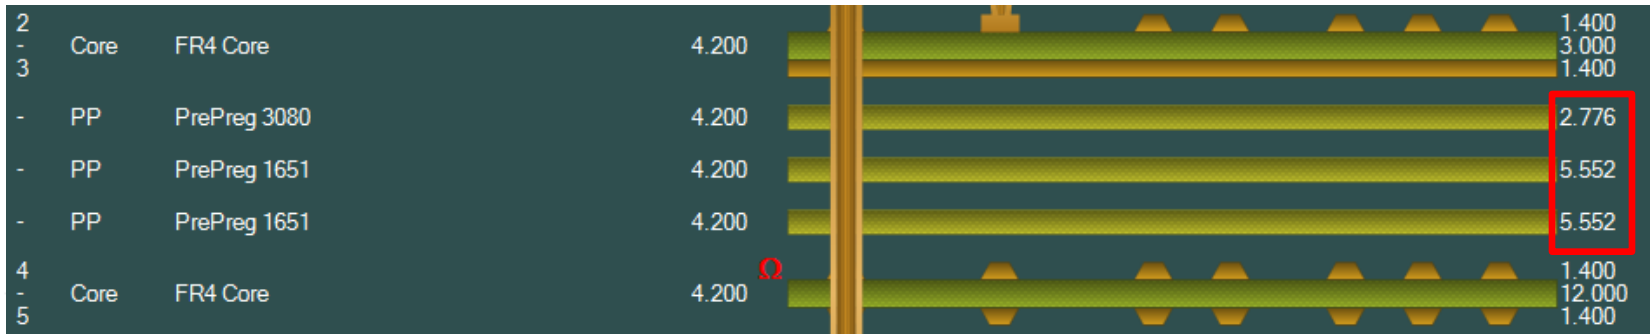 2 1.400
- Core FR4 Core 4.200 3.000
3 1.400
- PP PrePreg 3080 4.200 2.776
- PP PrePreg 1651 4.200 5.552
- PP PrePreg 1651 4.200 5.552
4 Ω 1.400
- Core FR4 Core 4.200 12.000
5 1.400